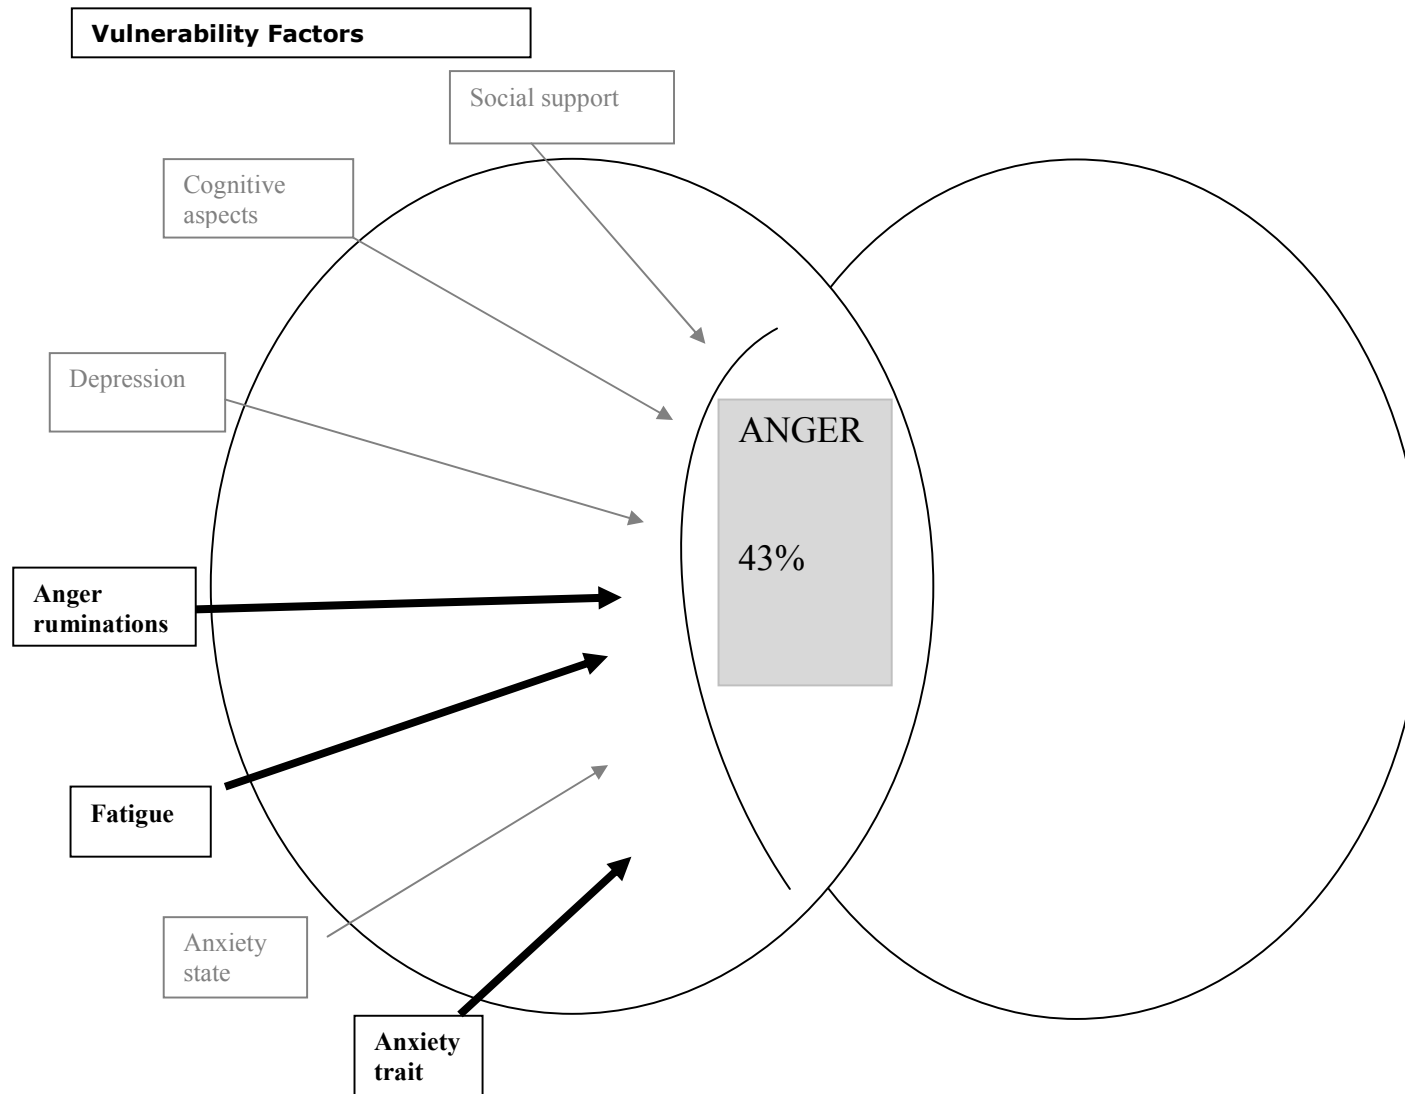 Vulnerability Factors
Social support
Cognitive
aspects
Depression
ANGER
43%
Anger
ruminations
Fatigue
Anxiety
state
Anxiety
trait